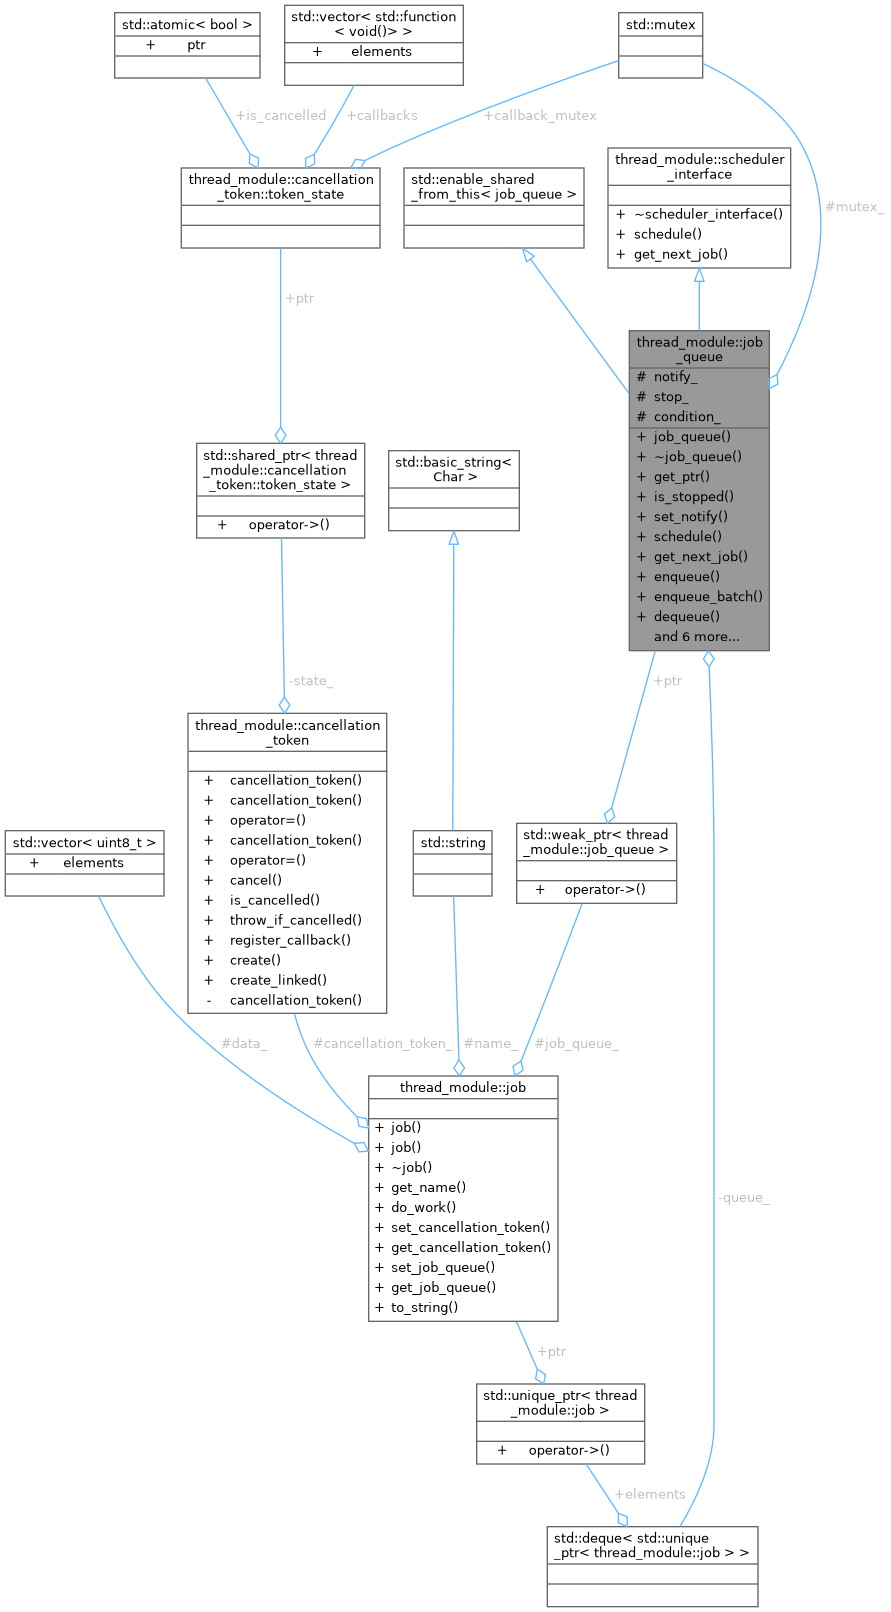 std::atomic< bool >
+ ptr
std::vector< std::function
< void()> >
+ elements
std::mutex
+is_cancelled
+callbacks
+callback_mutex
thread_module::cancellation
_token::token_state
std::enable_shared
_from_this< job_queue >
thread_module::scheduler
_interface
+ ~scheduler_interface()
+ schedule()
+ get_next_job()
#mutex_
+ptr
thread_module::job
_queue
# notify_
# stop_
# condition_
+ job_queue()
+ ~job_queue()
+ get_ptr()
+ is_stopped()
+ set_notify()
+ schedule()
+ get_next_job()
+ enqueue()
+ enqueue_batch()
+ dequeue()
and 6 more...
std::shared_ptr< thread
_module::cancellation
_token::token_state >
+ operator->()
std::basic_string<
Char >
-state_
+ptr
thread_module::cancellation
_token
+ cancellation_token()
+ cancellation_token()
+ operator=()
+ cancellation_token()
+ operator=()
+ cancel()
+ is_cancelled()
+ throw_if_cancelled()
+ register_callback()
+ create()
+ create_linked()
- cancellation_token()
std::vector< uint8_t >
+ elements
std::string
std::weak_ptr< thread
_module::job_queue >
+ operator->()
#data_
#cancellation_token_
#name_
#job_queue_
thread_module::job
+ job()
+ job()
+ ~job()
+ get_name()
+ do_work()
+ set_cancellation_token()
+ get_cancellation_token()
+ set_job_queue()
+ get_job_queue()
+ to_string()
-queue_
+ptr
std::unique_ptr< thread
_module::job >
+ operator->()
+elements
std::deque< std::unique
_ptr< thread_module::job > >